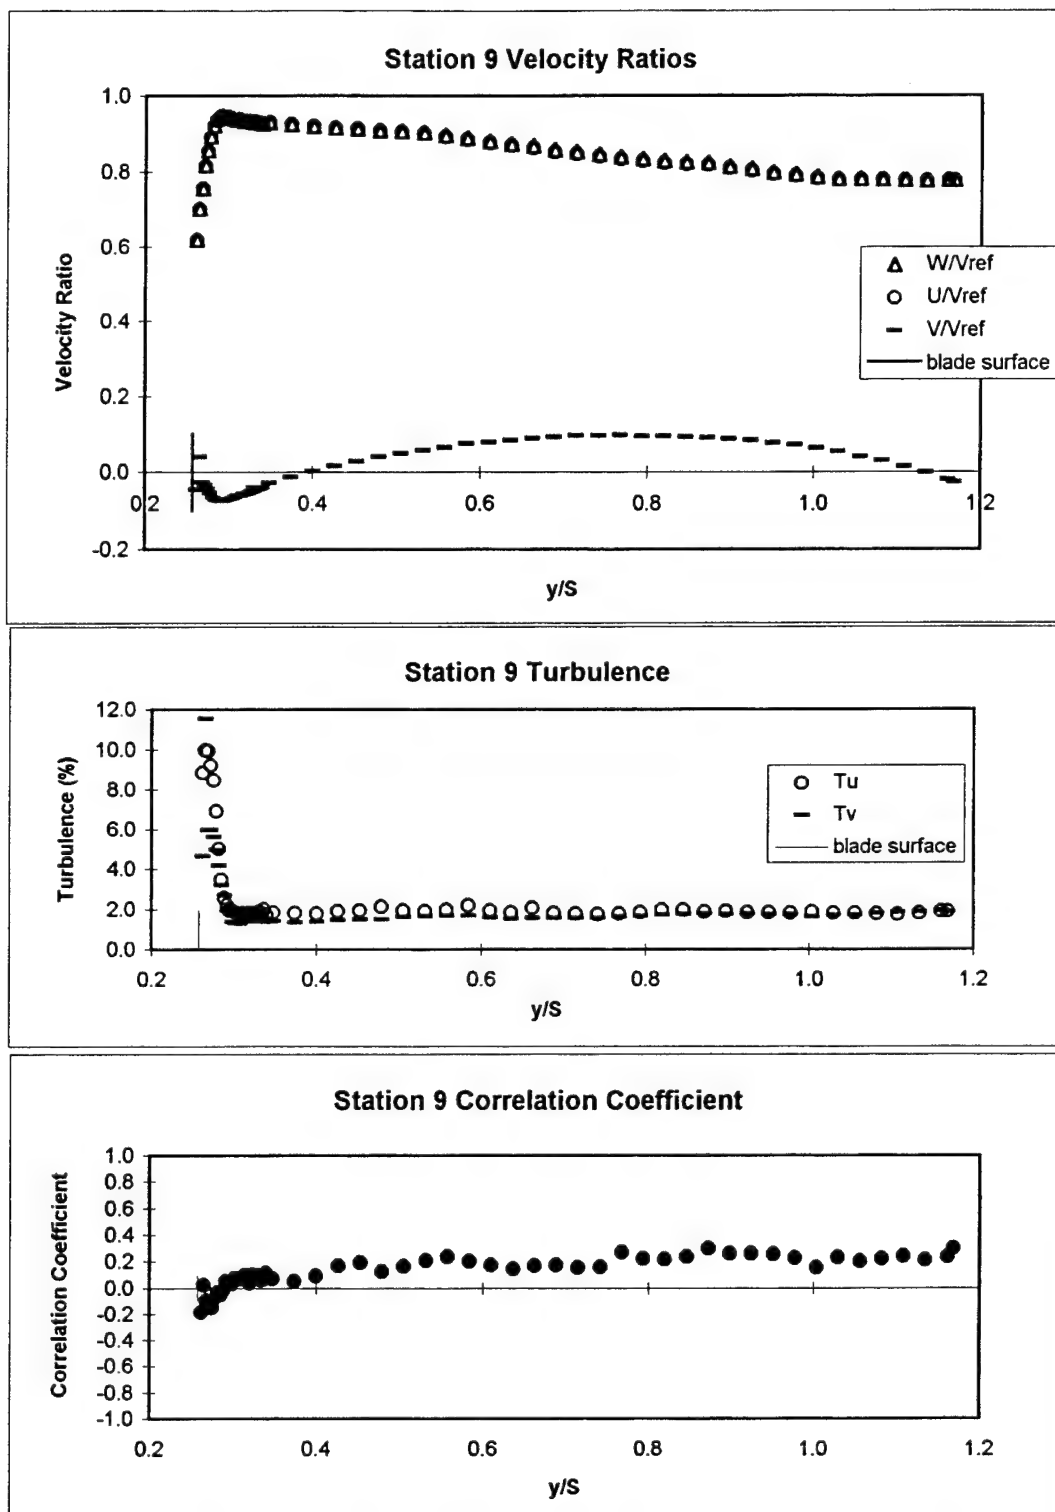 Station 9 Velocity Ratios
1.0
0.8
0.6
0.4
0.2
0.0
-0.2
Velocity Ratio
0.2
0.4
0.6
0.8
1.0
1.2
y/S
W/Vref
U/Vref
V/Vref
blade surface
Station 9 Turbulence
12.0
10.0
8.0
6.0
4.0
2.0
0.0
Turbulence (%)
0.2
0.4
0.6
0.8
1.0
1.2
y/S
Tu
Tv
blade surface
Station 9 Correlation Coefficient
1.0
0.8
0.6
0.4
0.2
0.0
-0.2
-0.4
-0.6
-0.8
-1.0
Correlation Coefficient
0.2
0.4
0.6
0.8
1.0
1.2
y/S